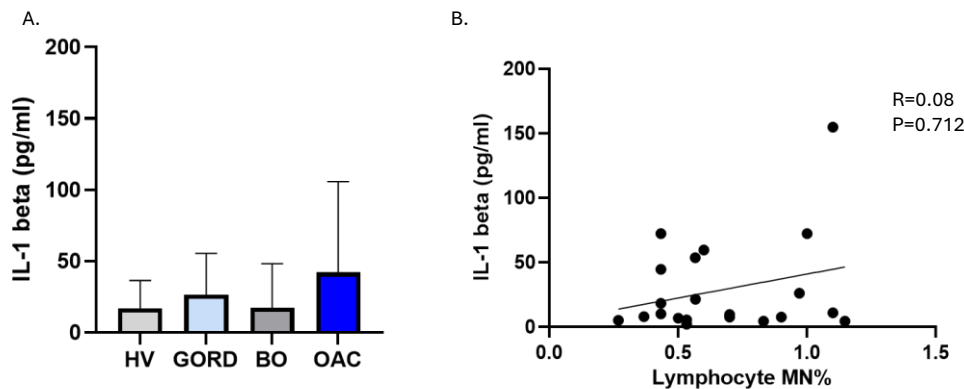 A.
IL-1 beta (pg/ml)
200
150
100
50
0
HV GORD BO OAC
B.
IL-1 beta (pg/ml)
200
150
100
50
0
0.0 0.5 1.0 1.5
Lymphocyte MN%
R=0.08
P=0.712